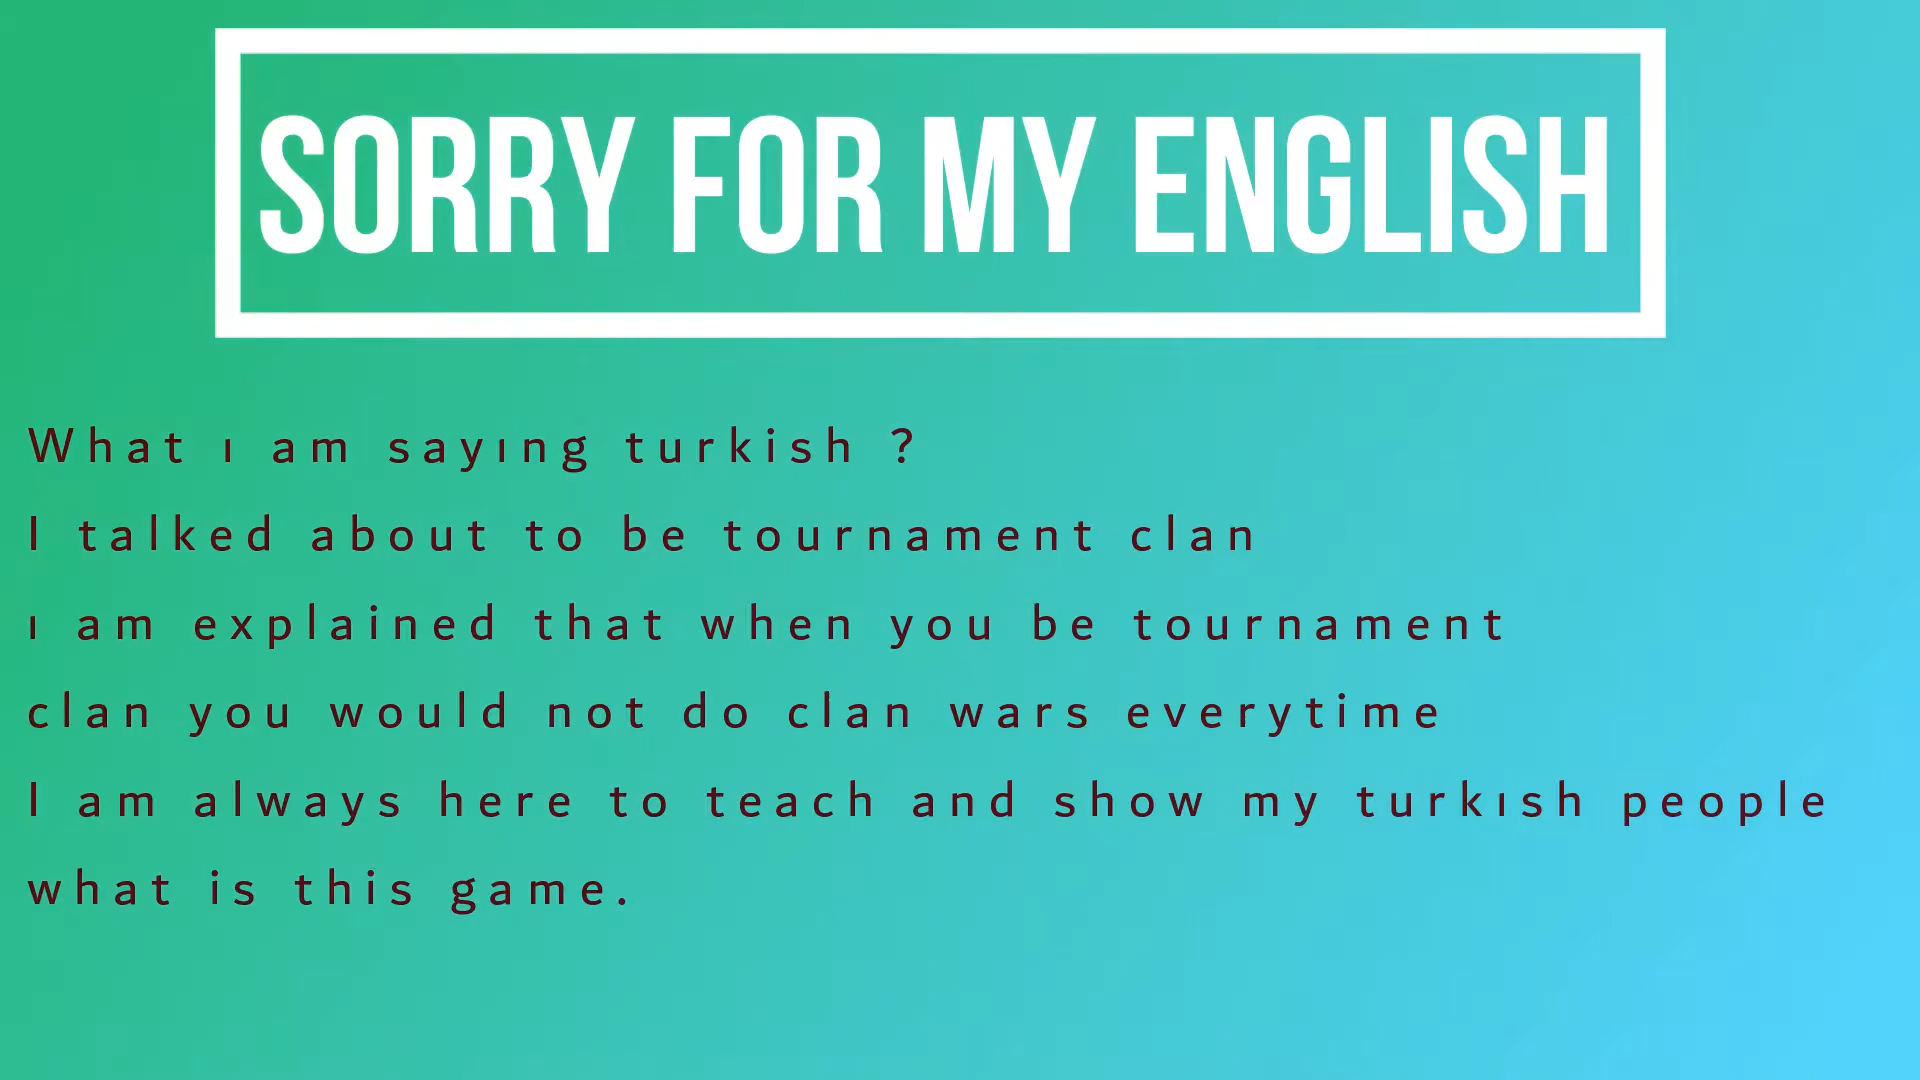 SORRY FOR MY ENGLISH
What ı am sayıng turkish ?
I talked about to be tournament clan
ı am explained that when you be tournament
clan you would not do clan wars everytime
I am always here to teach and show my turkısh people
what is this game.